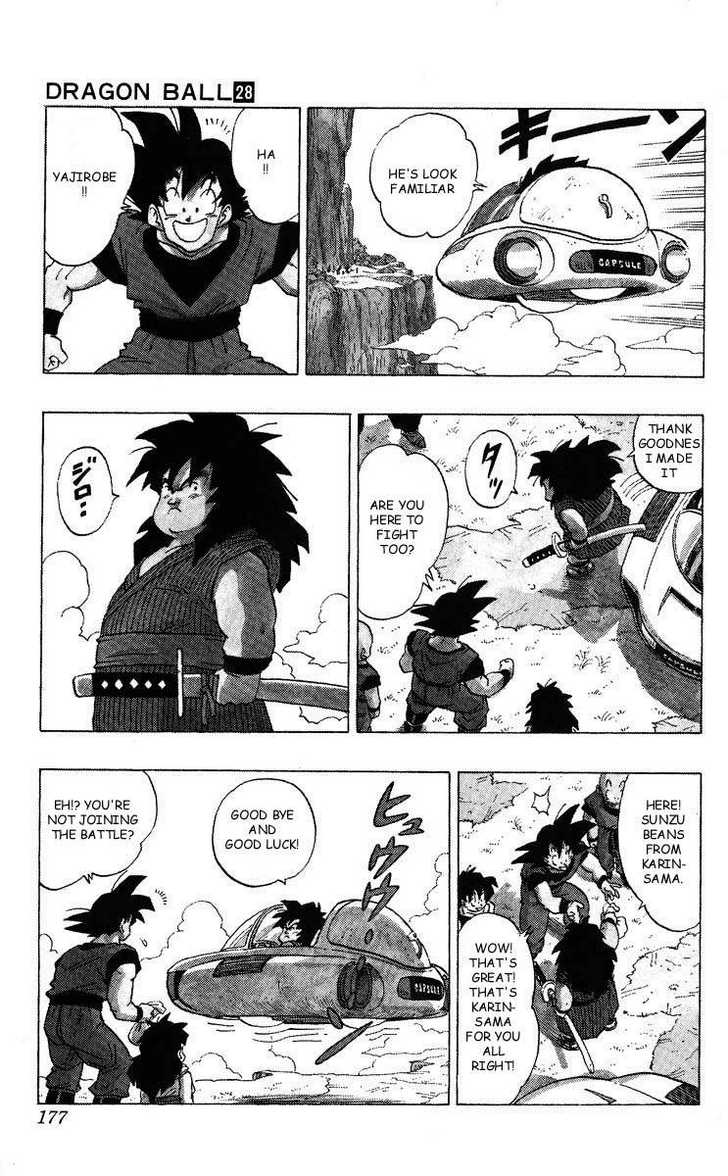 DRAGON BALL 28
キーン
HE'S LOOK
FAMILIAR
CAPSULE
HA
!!
YAJIROBE
!!
THANK
GOODNES
I MADE
IT
タッ
ARE YOU
HERE TO
FIGHT
TOO?
CAPSULE
ジロ…
HERE!
SUNZU
BEANS
FROM
KARIN-
SAMA.
WOW!
THAT'S
GREAT!
THAT'S
KARIN-
SAMA
FOR YOU
ALL
RIGHT!
ヒュウウウ
GOOD BYE
AND
GOOD LUCK!
CAPSULE
EH!? YOU'RE
NOT JOINING
THE BATTLE?
177